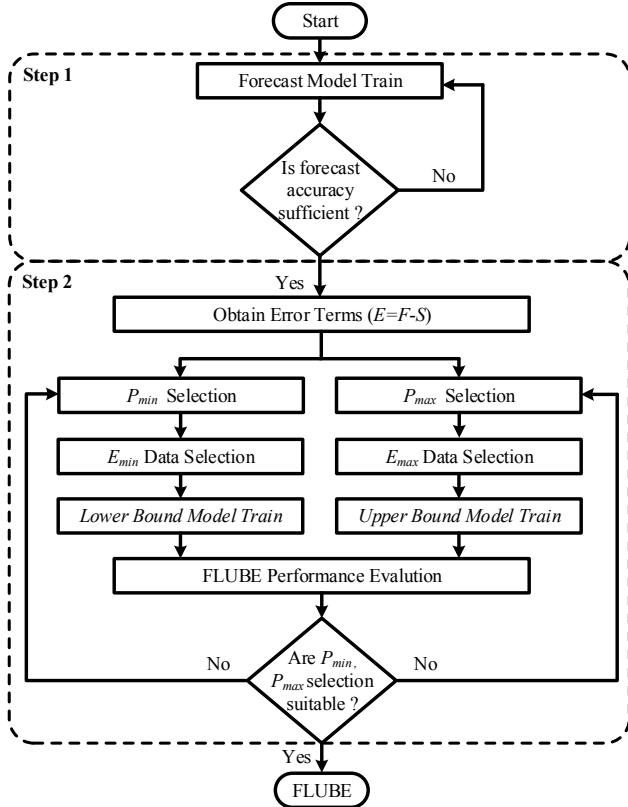 Start
Step 1
Forecast Model Train
Is forecast
accuracy
sufficient ?
No
Step 2
Yes
Obtain Error Terms (E=F-S)
Pmin Selection
Pmax Selection
Emin Data Selection
Emax Data Selection
Lower Bound Model Train
Upper Bound Model Train
FLUBE Performance Evalution
No
Are Pmin,
Pmax selection
suitable ?
No
Yes
FLUBE